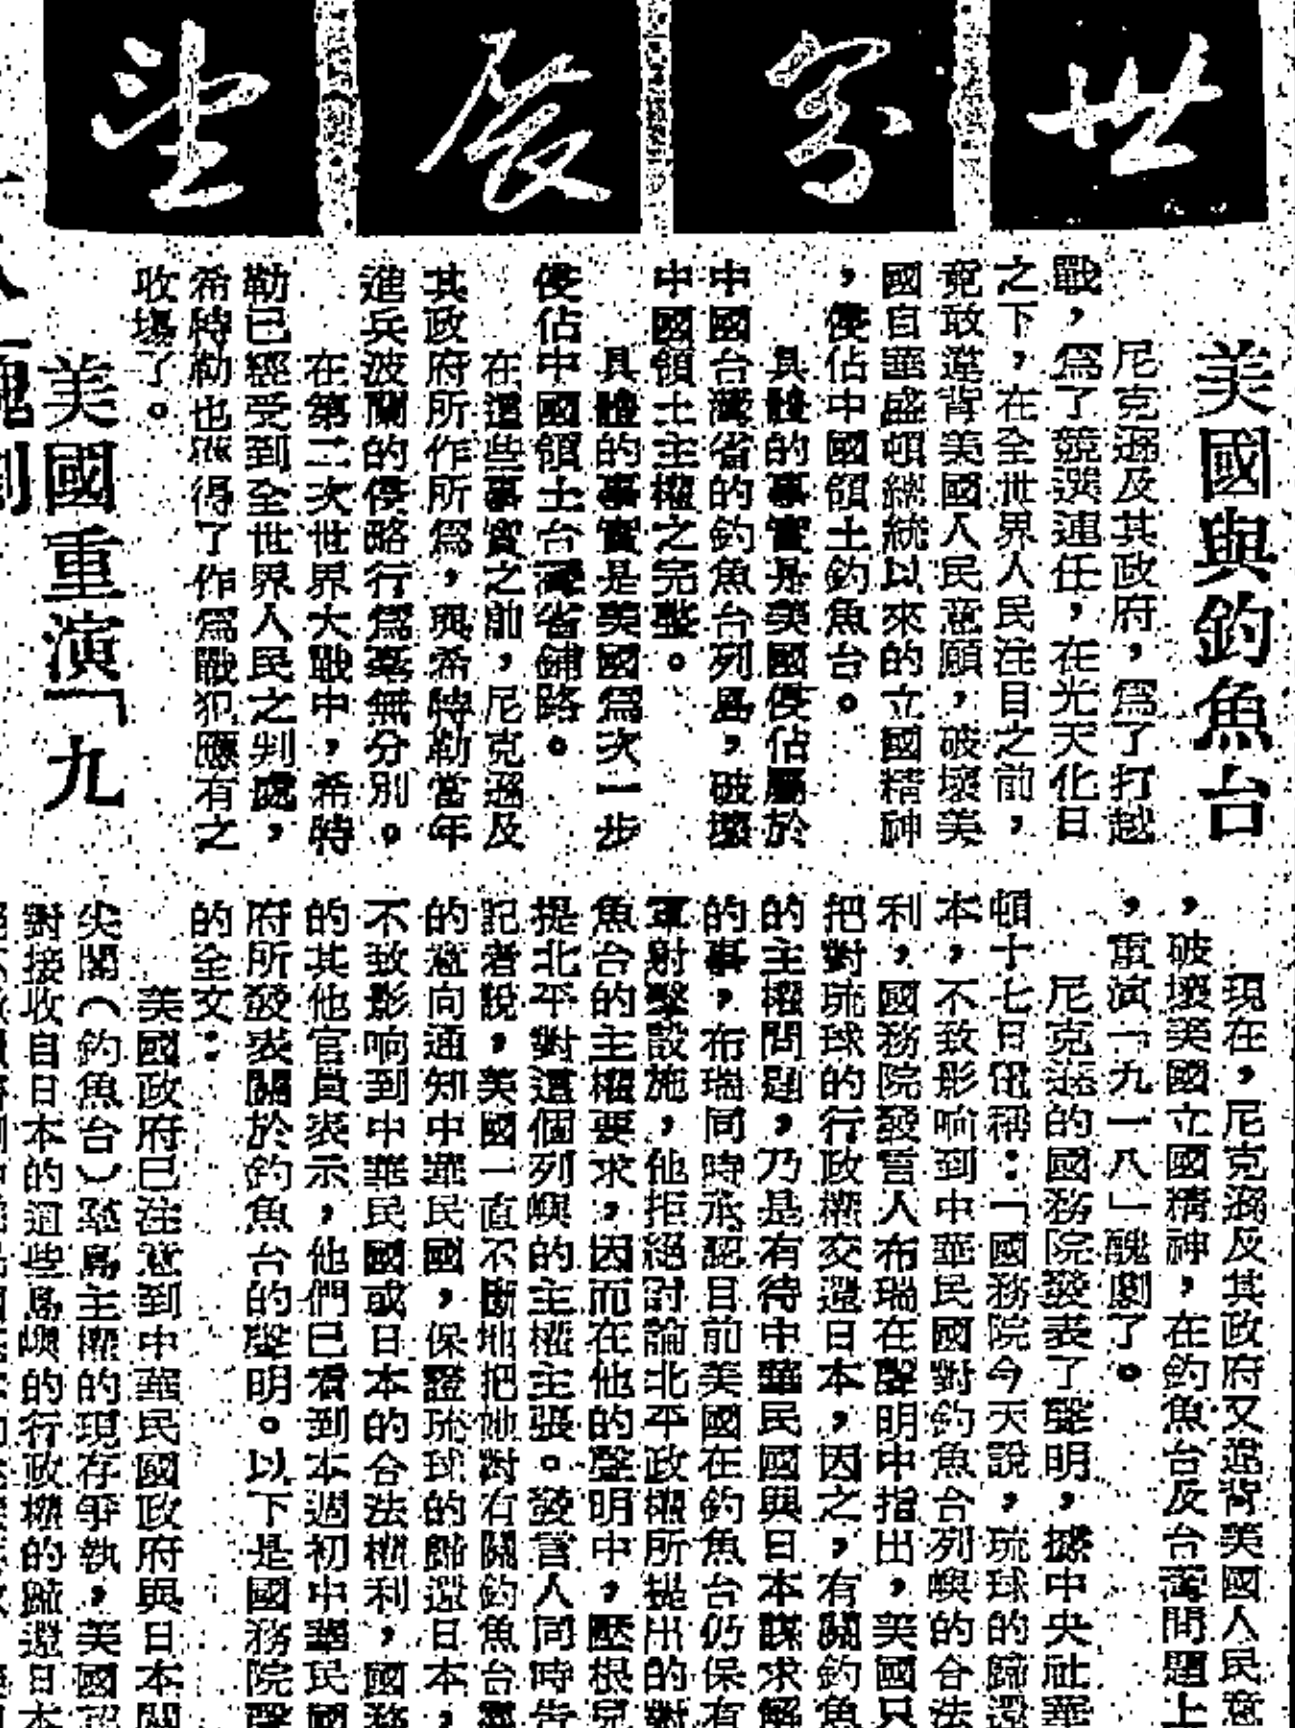 世界展望
美國與釣魚台
尼克遜及其政府，爲了打越
戰，爲了競選連任，在光天化日
之下，在全世界人民注目之前，
竟敢違背美國人民意願，破壞美
國自華盛頓總統以來的立國精神
，侵佔中國領土釣魚台。
具體的事實是美國侵佔屬於
中國台灣省的釣魚台列島，破壞
中國領土主權之完整。
具體的事實是美國爲次一步
侵佔中國領土台灣省鋪路。
在這些事實之前，尼克遜及
其政府所作所爲，與希特勒當年
進兵波蘭的侵略行爲毫無分別。
在第二次世界大戰中，希特
勒已經受到全世界人民之判處，
希特勒也獲得了作爲戰犯應有之
收場了。
美國重演「九
現在，尼克遜及其政府又違背美國人民意
，破壞美國立國精神，在釣魚台及台灣問題上
，重演「九一八」醜劇了。
尼克遜的國務院發表了聲明，據中央社華
頓十七日電稱：「國務院今天說，琉球的歸還
本，不致影响到中華民國對釣魚台列嶼的合法
利，國務院發言人布瑞在聲明中指出，美國只
把對琉球的行政權交還日本，因之，有關釣魚
的主權問題，乃是有待中華民國與日本謀求解
的事，布瑞同時承認目前美國在釣魚台仍保有
軍射擊設施，他拒絕討論北平政權所提出的對
魚台的主權要求，因而在他的聲明中，壓根兒
提北平對這個列嶼的主權主張。發言人同時告
記者說，美國一直不斷地把她對有關釣魚台
的意向通知中華民國，保證琉球的歸還日本，
不致影响到中華民國或日本的合法權利，國務
的其他官員表示，他們已看到本週初中華民國
府所發表關於釣魚台的聲明。以下是國務院聲
的全文：
美國政府已注意到中華民國政府與日本關
尖閣（釣魚台）羣島主權的現存爭執，美國認
對接收自日本的這些島嶼的行政權的歸還日本